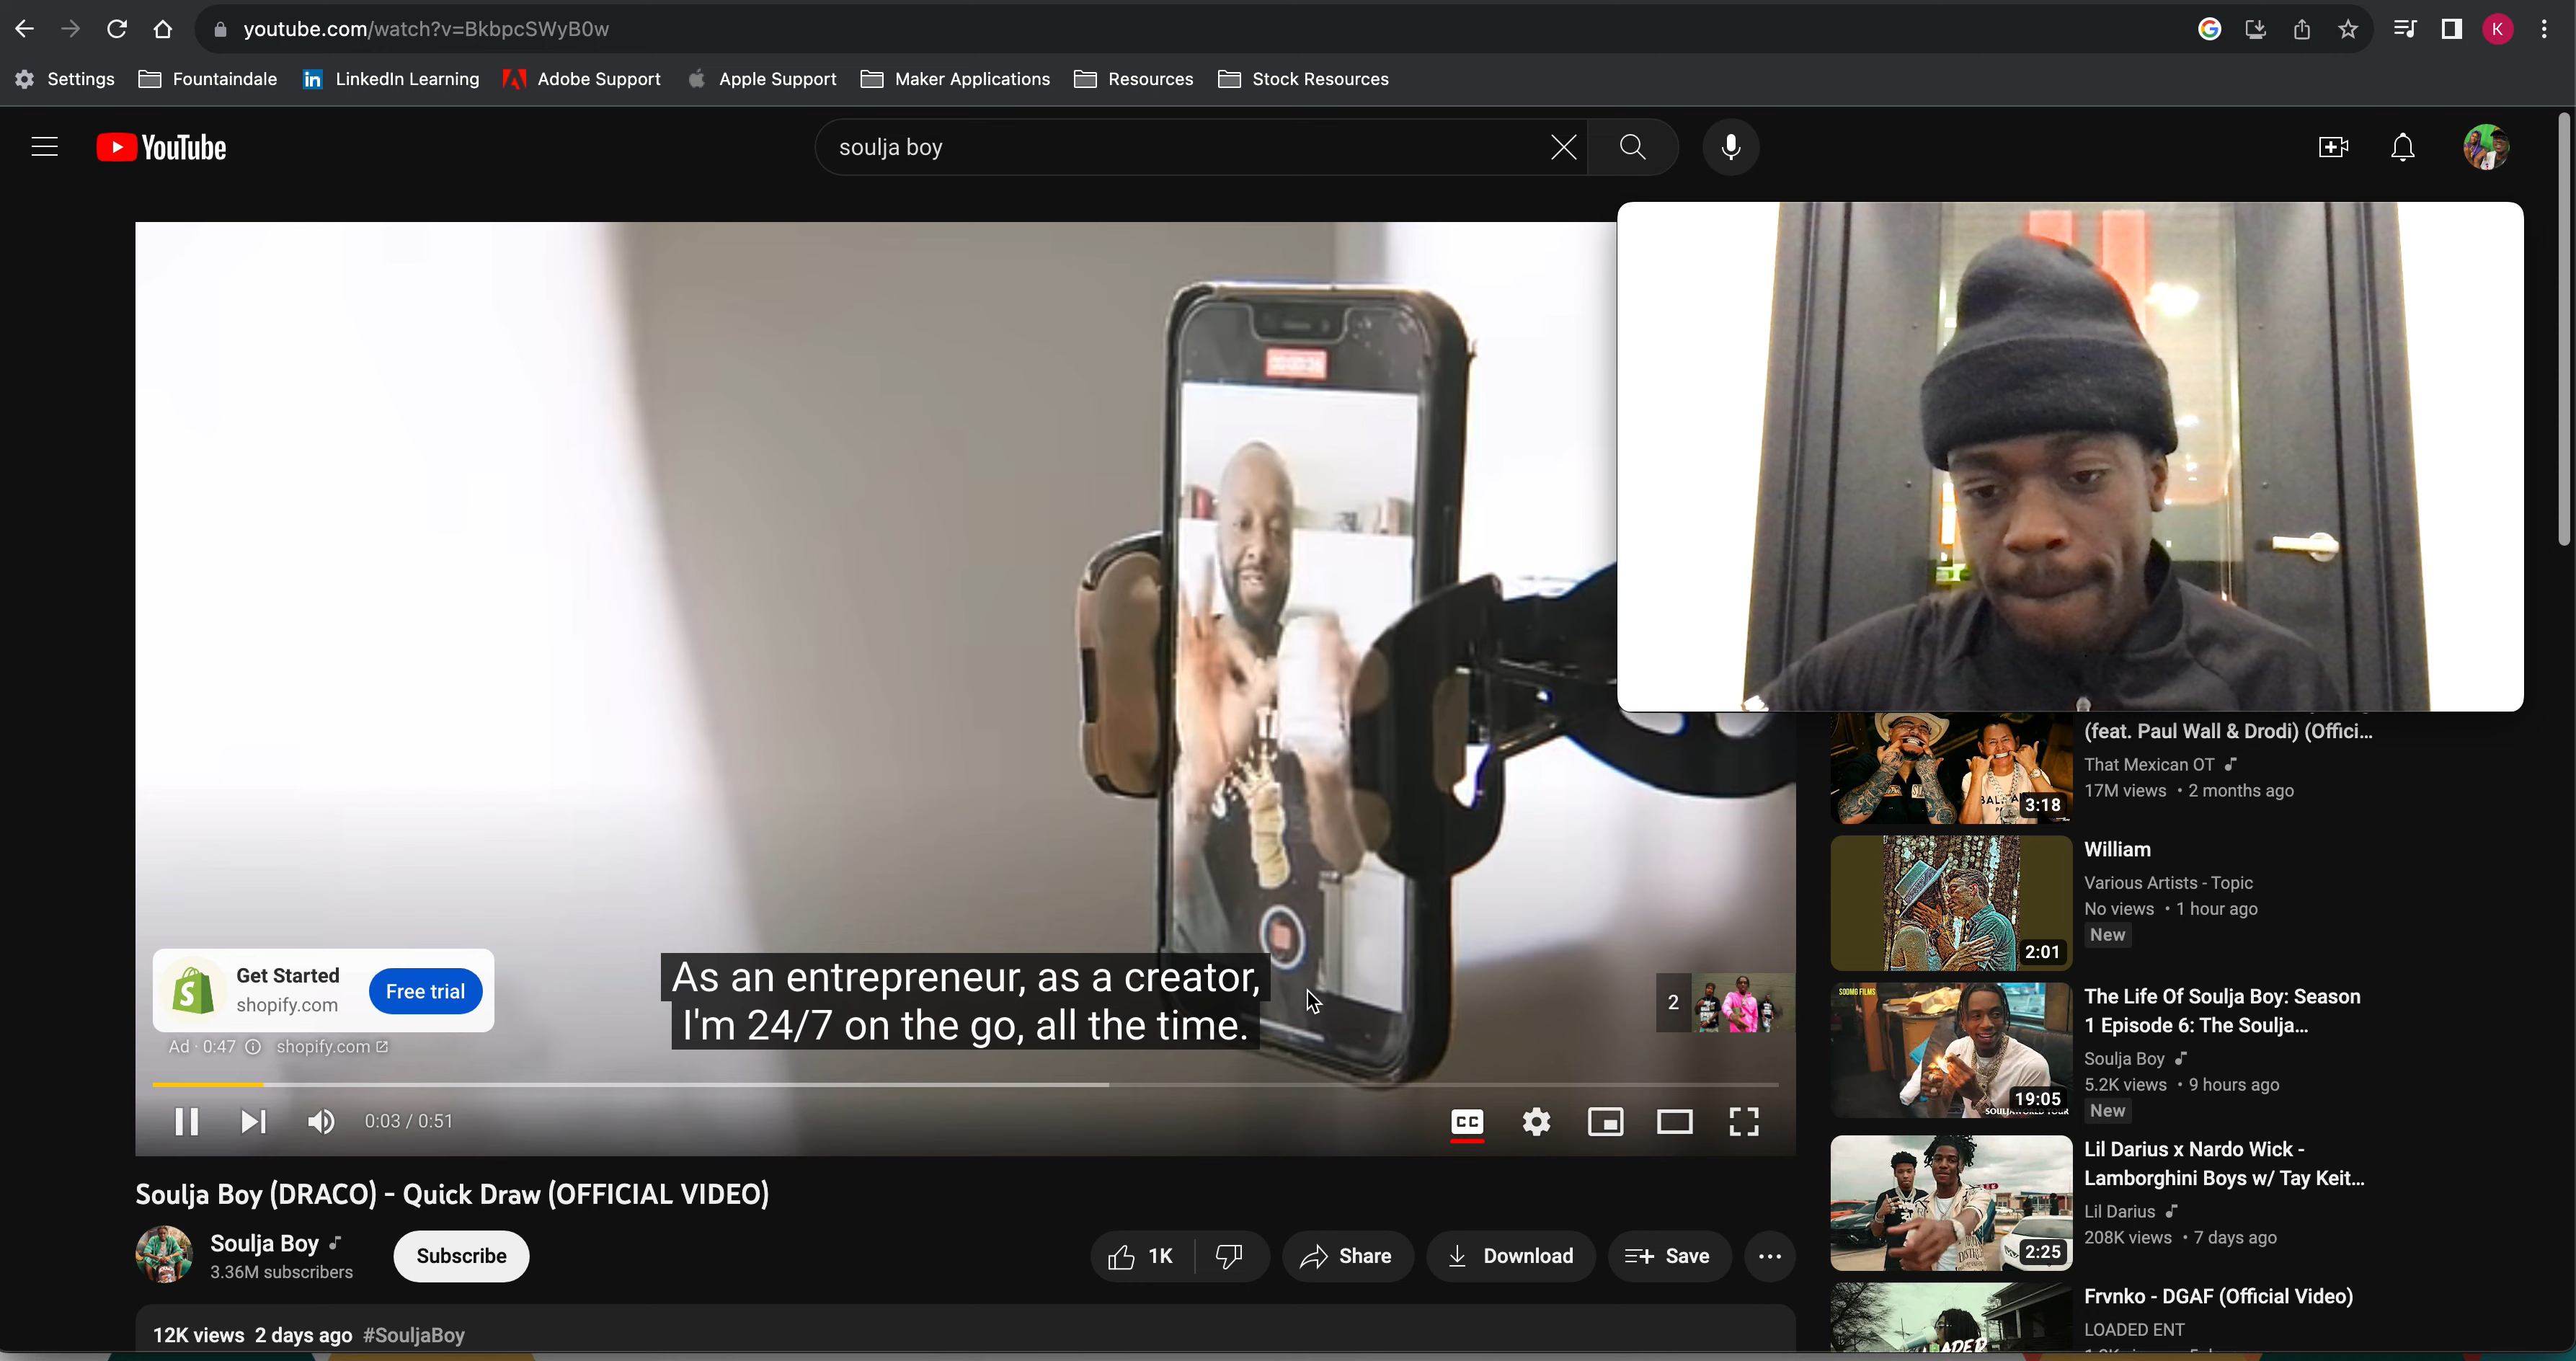 youtube.com/watch?v=BkbpcSWyB0w
K
Settings
Fountaindale
LinkedIn Learning
Adobe Support
Apple Support
Maker Applications
Resources
Stock Resources
YouTube
soulja boy
Get Started
shopify.com
Free trial
As an entrepreneur, as a creator,
I'm 24/7 on the go, all the time.
2
Ad · 0:47
shopify.com
0:03 / 0:51
CC
Soulja Boy (DRACO) - Quick Draw (OFFICIAL VIDEO)
Soulja Boy
3.36M subscribers
Subscribe
1K
Share
Download
Save
12K views 2 days ago #SouljaBoy
(feat. Paul Wall & Drodi) (Offici...
That Mexican OT
17M views • 2 months ago
3:18
William
Various Artists - Topic
No views • 1 hour ago
New
2:01
SODMG FILMS
The Life Of Soulja Boy: Season
1 Episode 6: The Soulja...
Soulja Boy
5.2K views • 9 hours ago
New
19:05
Lil Darius x Nardo Wick -
Lamborghini Boys w/ Tay Keit...
Lil Darius
208K views • 7 days ago
2:25
Frvnko - DGAF (Official Video)
LOADED ENT